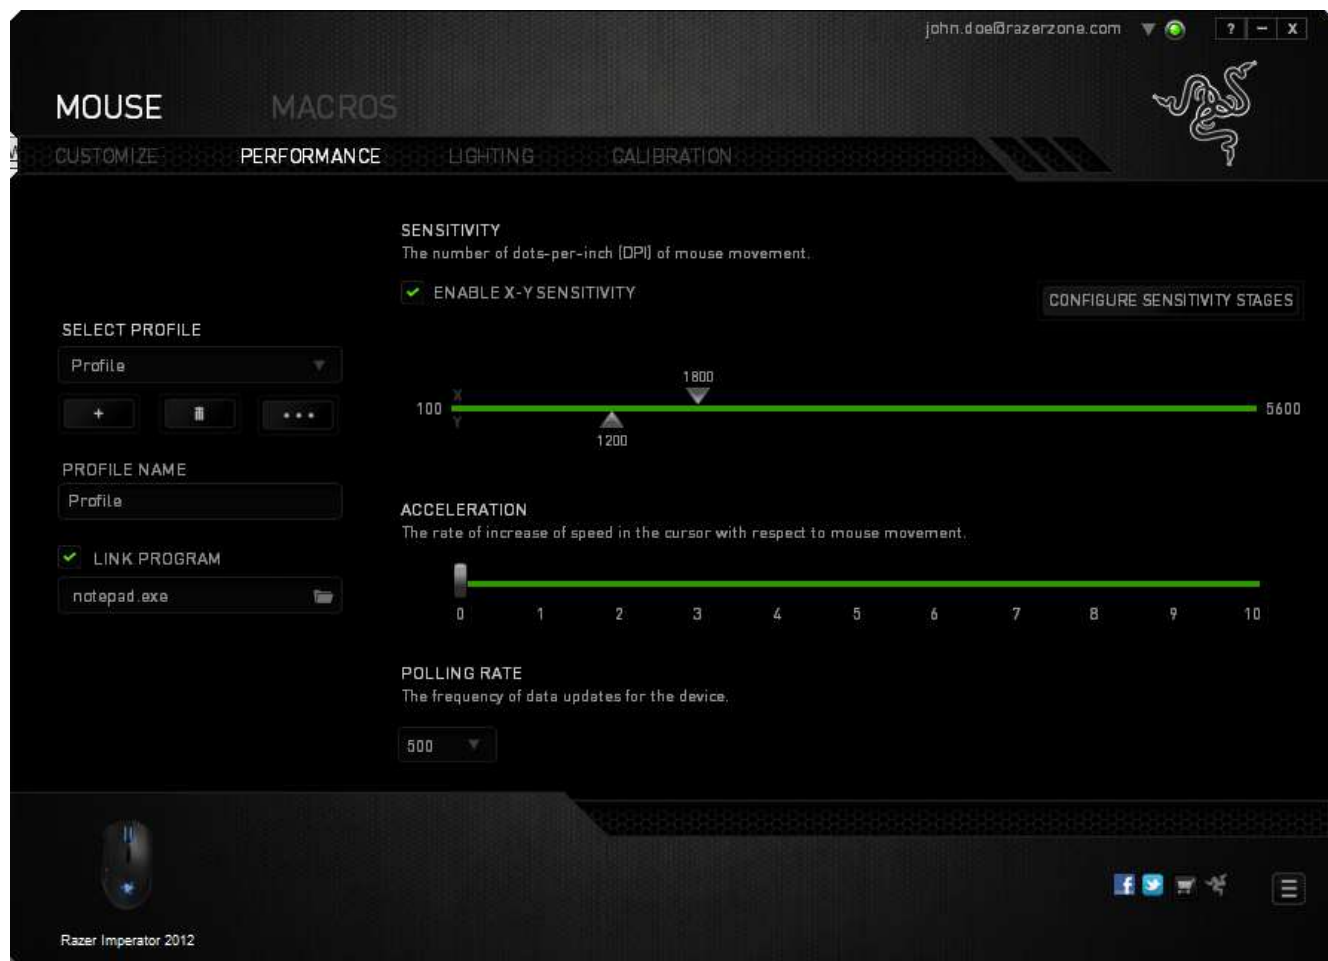 john.doe@razerzone.com
? – X
MOUSE MACROS
CUSTOMIZE PERFORMANCE LIGHTING CALIBRATION
SENSITIVITY
The number of dots-per-inch (DPI) of mouse movement.
ENABLE X-Y SENSITIVITY
CONFIGURE SENSITIVITY STAGES
SELECT PROFILE
Profile
+ •••
1800
X
100 5600
Y
1200
PROFILE NAME
Profile
ACCELERATION
The rate of increase of speed in the cursor with respect to mouse movement.
LINK PROGRAM
notepad.exe
0 1 2 3 4 5 6 7 8 9 10
POLLING RATE
The frequency of data updates for the device.
500
Razer Imperator 2012